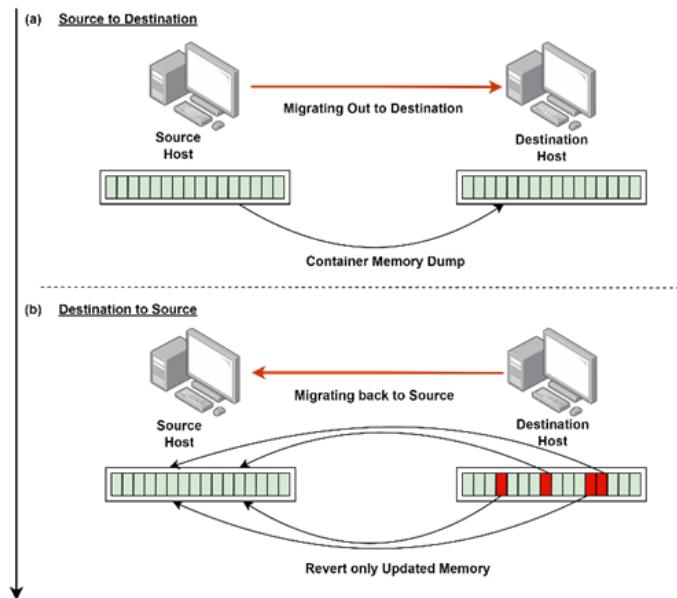 (a) Source to Destination
Migrating Out to Destination
Source
Host
Destination
Host
Container Memory Dump
(b) Destination to Source
Migrating back to Source
Source
Host
Destination
Host
Revert only Updated Memory